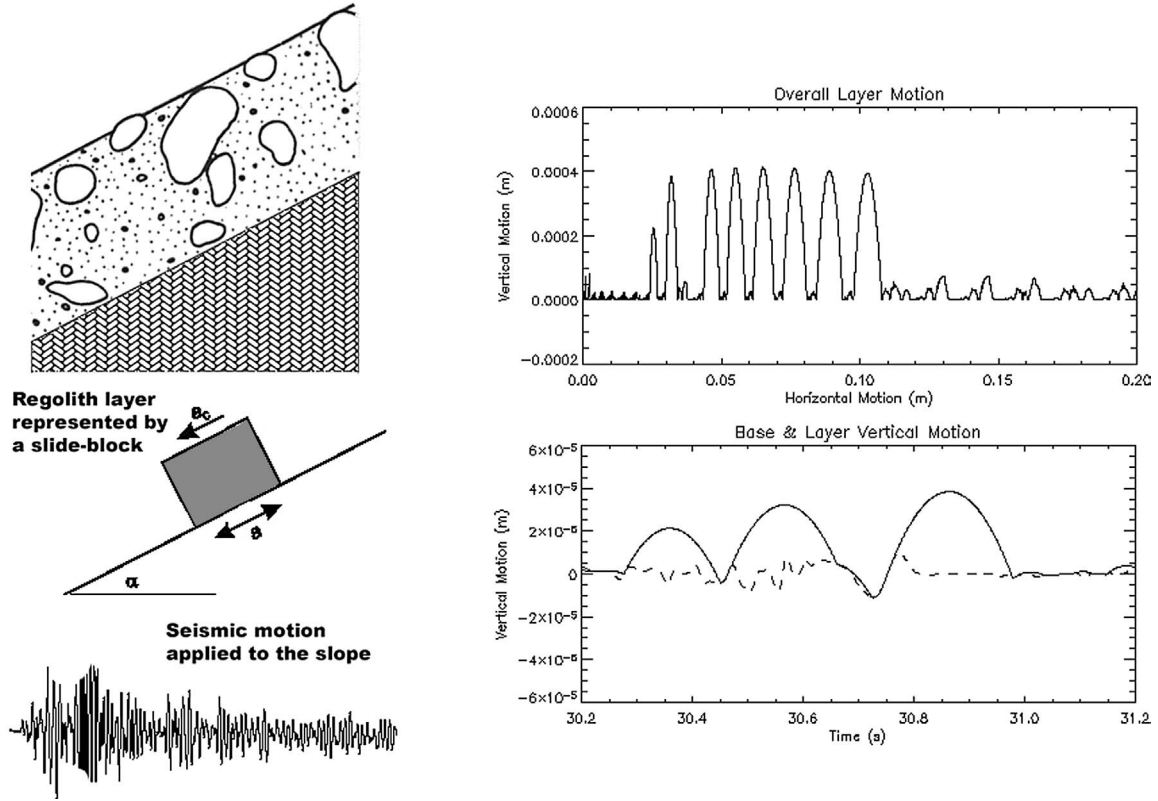 Regolith layer
represented by
a slide-block
a_c
a
α
Seismic motion
applied to the slope
Overall Layer Motion
Vertical Motion (m)
0.0006
0.0004
0.0002
0.0000
−0.0002
0.00 0.05 0.10 0.15 0.20
Horizontal Motion (m)
Base & Layer Vertical Motion
Vertical Motion (m)
6×10⁻⁵
4×10⁻⁵
2×10⁻⁵
0
−2×10⁻⁵
−4×10⁻⁵
−6×10⁻⁵
30.2 30.4 30.6 30.8 31.0 31.2
Time (s)